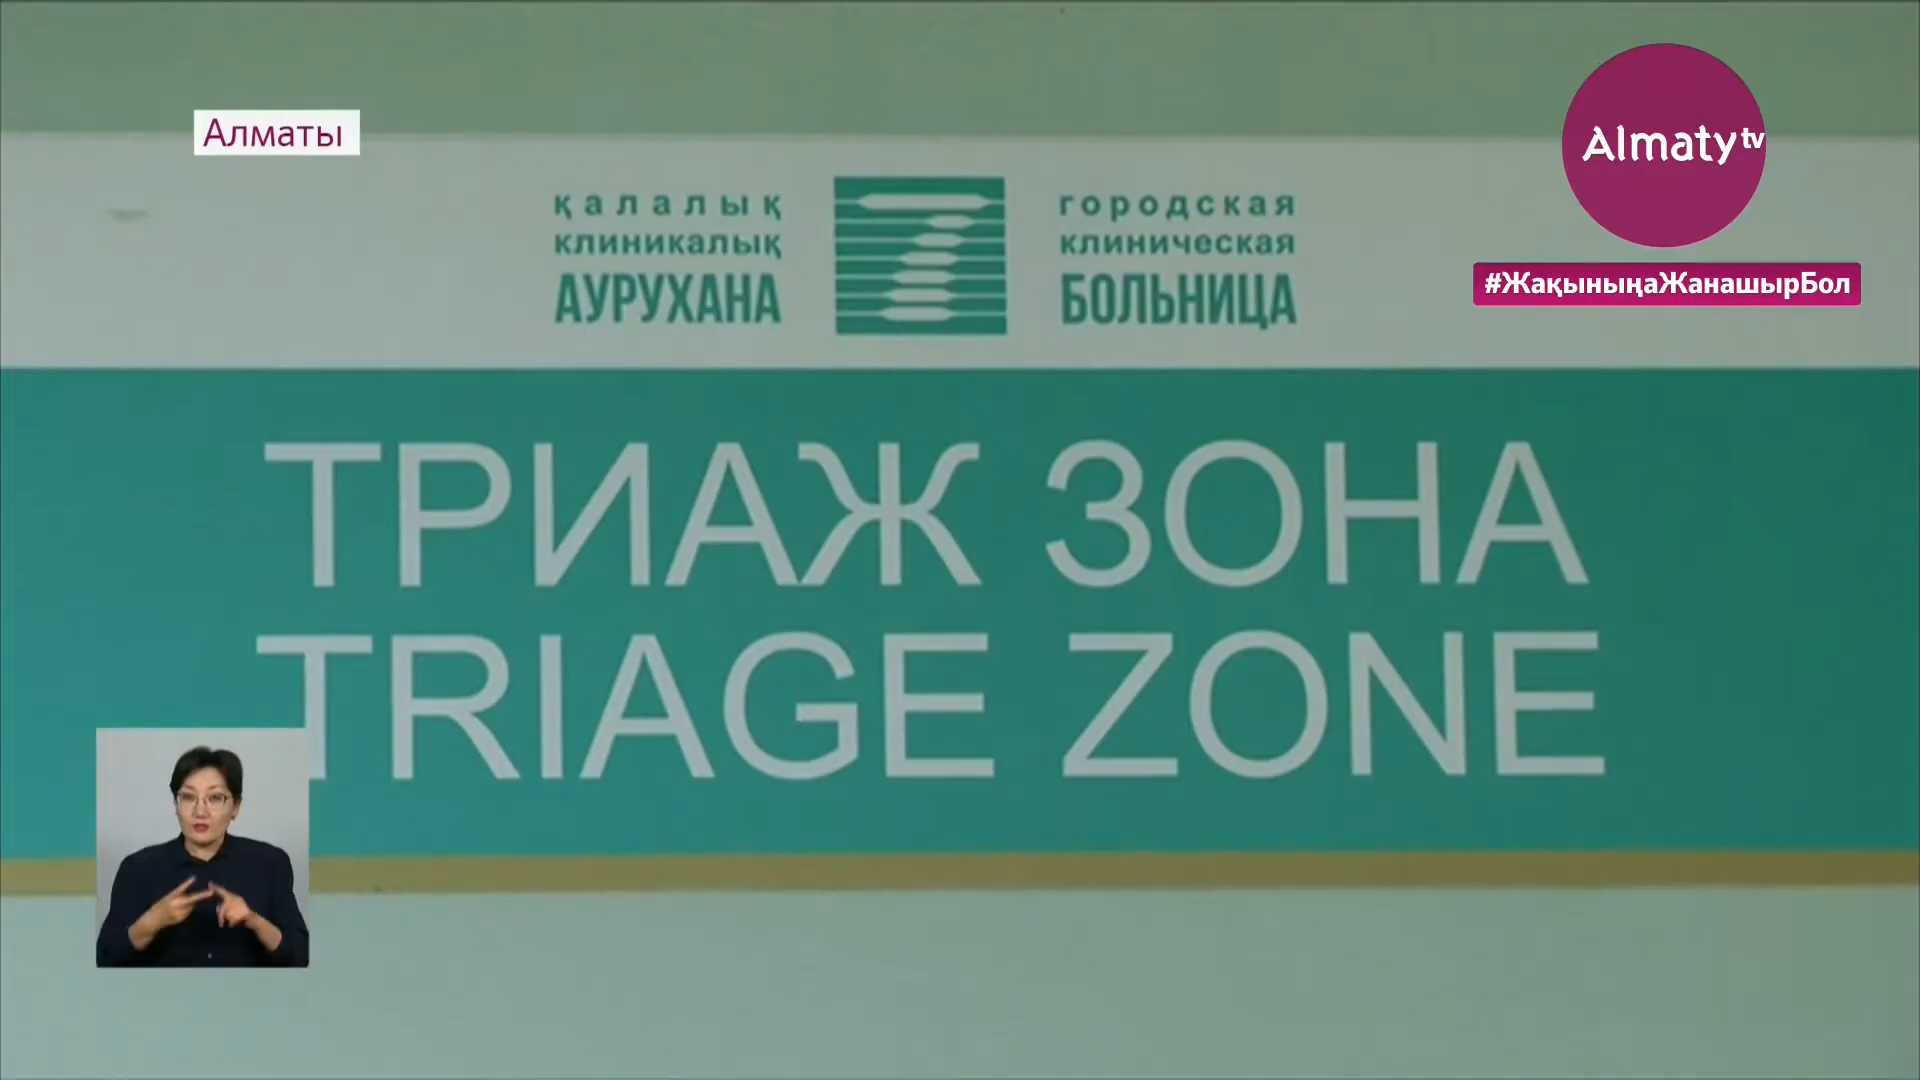 Алматы
Almaty tv
#ЖақыныңаЖанашырБол
қалалық
клиникалық
АУРУХАНА
городская
клиническая
БОЛЬНИЦА
ТРИАЖ ЗОНА
TRIAGE ZONE